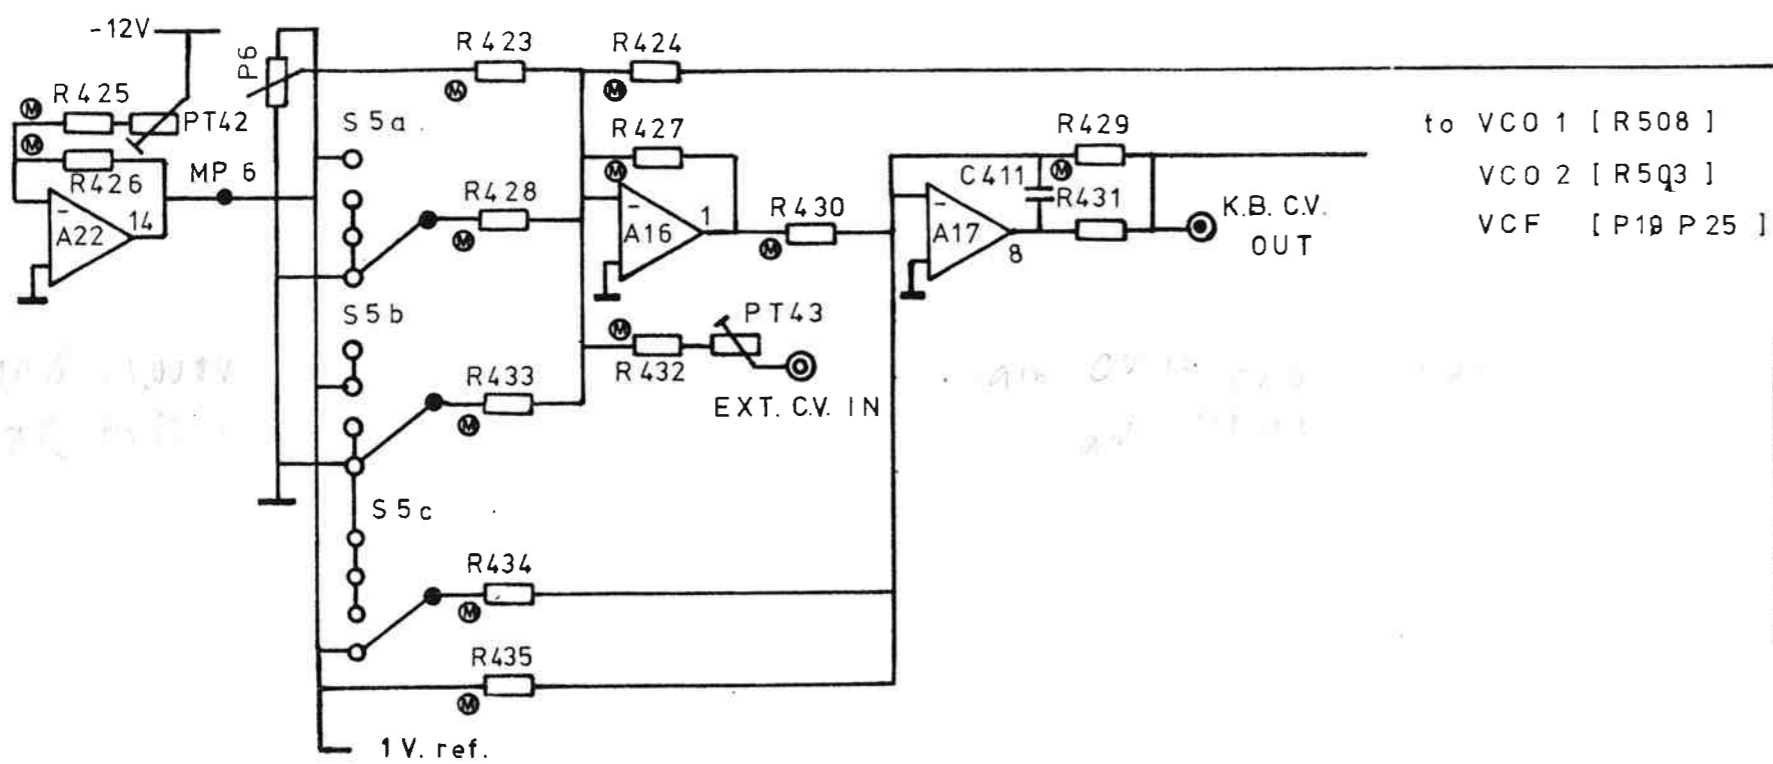 -12V
P6
R423
R424
R425
PT42
S5a
R427
R429
to VCO 1 [ R508 ]
VCO 2 [ R503 ]
VCF [ P19 P25 ]
M
M
M
M
M
M
M
M
M
M
M
M
R426
MP 6
R428
C411
R431
K.B. C.V.
OUT
-
A22
14
-
A16
1
R430
-
A17
8
S5b
PT43
R432
R433
EXT. C.V. IN
S5c
R434
R435
1 V. ref.